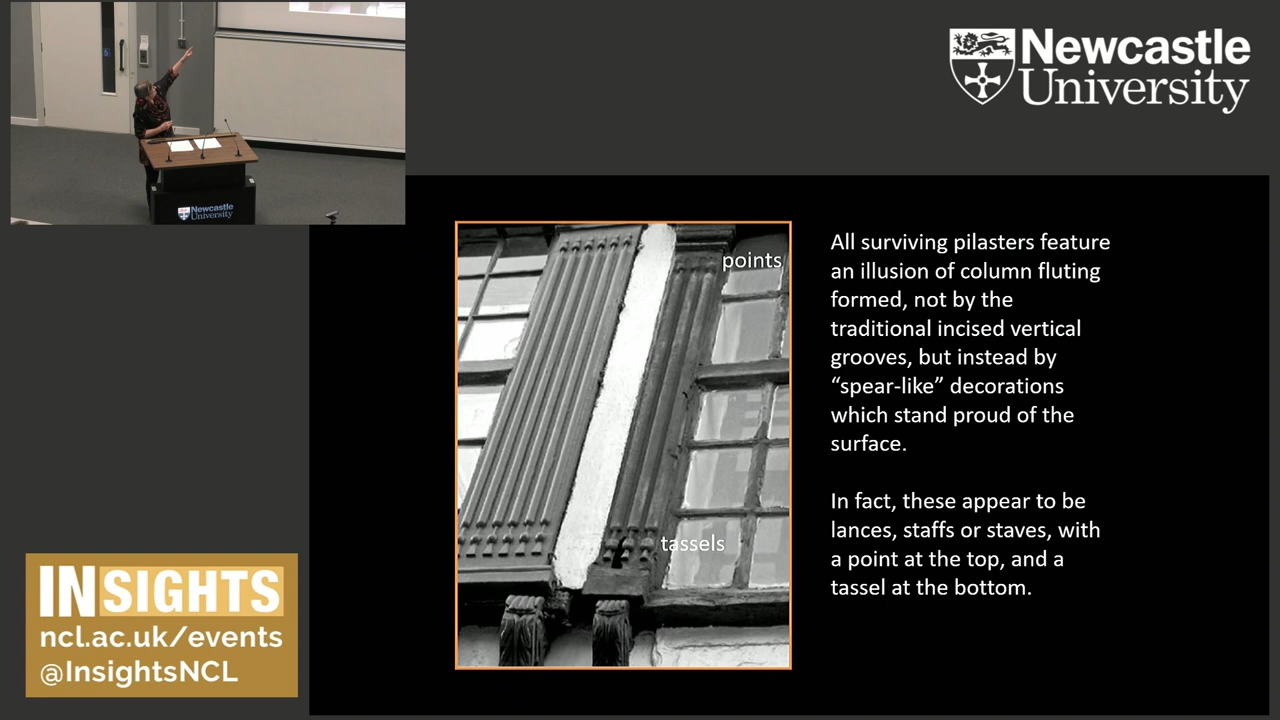 Newcastle
University
Newcastle
University
points
tassels
All surviving pilasters feature
an illusion of column fluting
formed, not by the
traditional incised vertical
grooves, but instead by
“spear-like” decorations
which stand proud of the
surface.
In fact, these appear to be
lances, staffs or staves, with
a point at the top, and a
tassel at the bottom.
INSIGHTS
ncl.ac.uk/events
@InsightsNCL